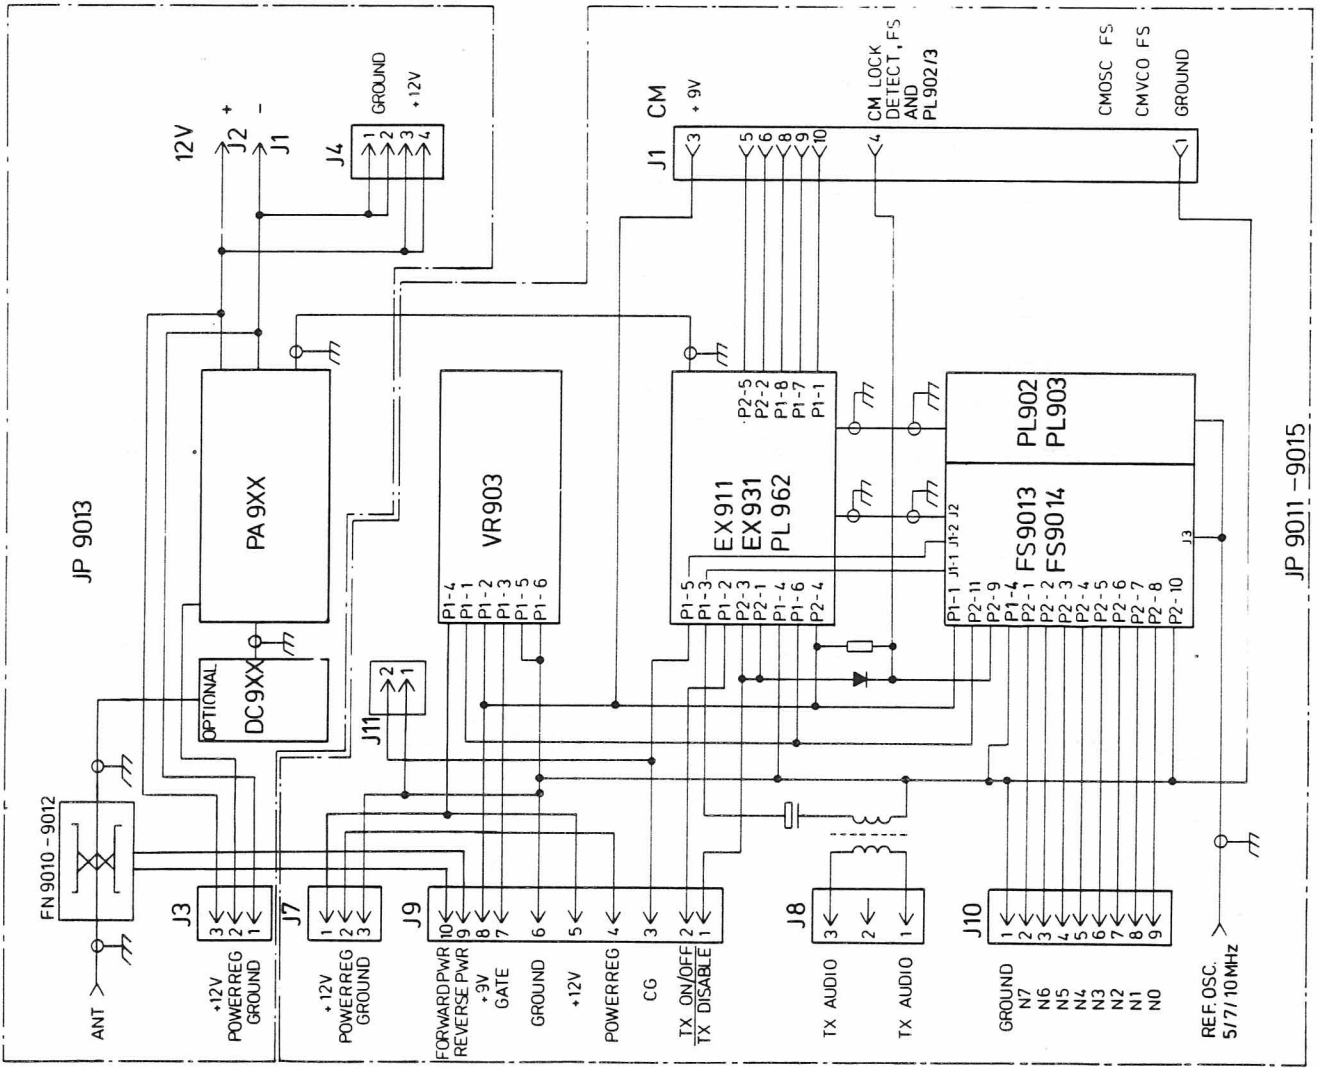 JP 9013
12V
+
-
J2
J1
J4
1
2
3
4
GROUND
+12V
PA 9XX
OPTIONAL
DC9XX
FN 9010 - 9012
ANT
J3
3
2
1
+12V
POWERREG
GROUND
J7
1
2
3
+12V
POWERREG
GROUND
J11
2
1
VR903
P1-4
P1-1
P1-2
P1-3
P1-5
P1-6
J9
10
9
8
7
6
5
4
3
2
1
FORWARDPWR
REVERSEPWR
+9V
GATE
GROUND
+12V
POWERREG
CG
TX ON/OFF
TX DISABLE
J1
CM
3
5
6
8
9
10
4
1
+9V
CM LOCK
DETECT, FS
AND
PL902/3
CMOSC FS
CMVCO FS
GROUND
EX911
EX931
PL962
P2-5
P2-2
P1-8
P1-7
P1-1
P1-5
P1-3
P1-2
P2-3
P2-1
P1-4
P1-6
P2-4
PL902
PL903
FS9013
FS9014
J1-1
J1-2
J2
J3
P1-1
P2-11
P2-9
P1-4
P2-1
P2-2
P2-3
P2-4
P2-5
P2-6
P2-7
P2-8
P2-10
J8
3
2
1
TX AUDIO
TX AUDIO
J10
1
2
3
4
5
6
7
8
9
GROUND
N7
N6
N5
N4
N3
N2
N1
N0
REF. OSC.
5/7/10MHz
JP 9011 - 9015